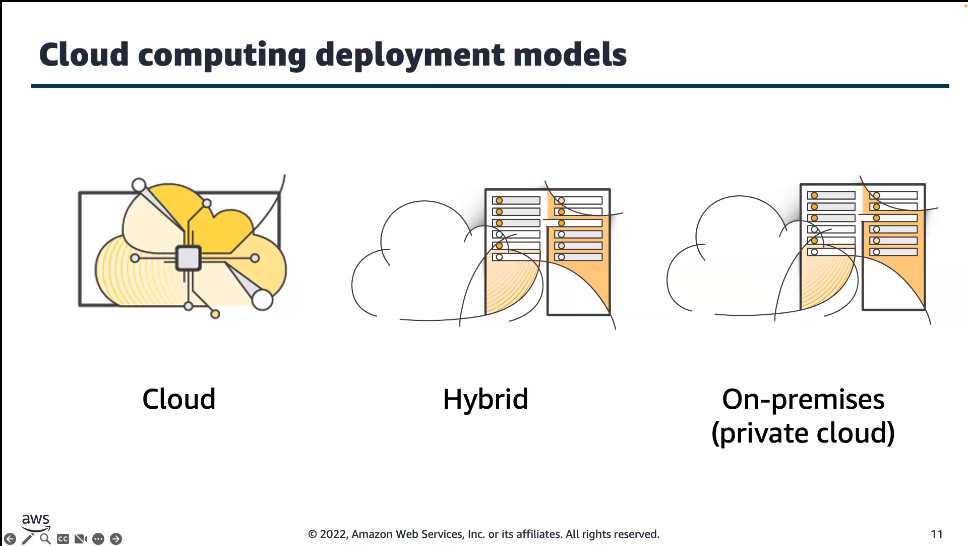 Cloud computing deployment models
Cloud
Hybrid
On-premises
(private cloud)
aws
CC
© 2022, Amazon Web Services, Inc. or its affiliates. All rights reserved.
11